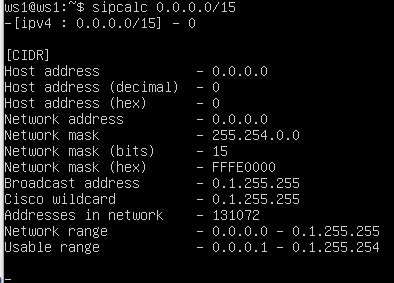 ws1@ws1:~$ sipcalc 0.0.0.0/15
-[ipv4 : 0.0.0.0/15] - 0
[CIDR]
Host address - 0.0.0.0
Host address (decimal) - 0
Host address (hex) - 0
Network address - 0.0.0.0
Network mask - 255.254.0.0
Network mask (bits) - 15
Network mask (hex) - FFFE0000
Broadcast address - 0.1.255.255
Cisco wildcard - 0.1.255.255
Addresses in network - 131072
Network range - 0.0.0.0 - 0.1.255.255
Usable range - 0.0.0.1 - 0.1.255.254
-